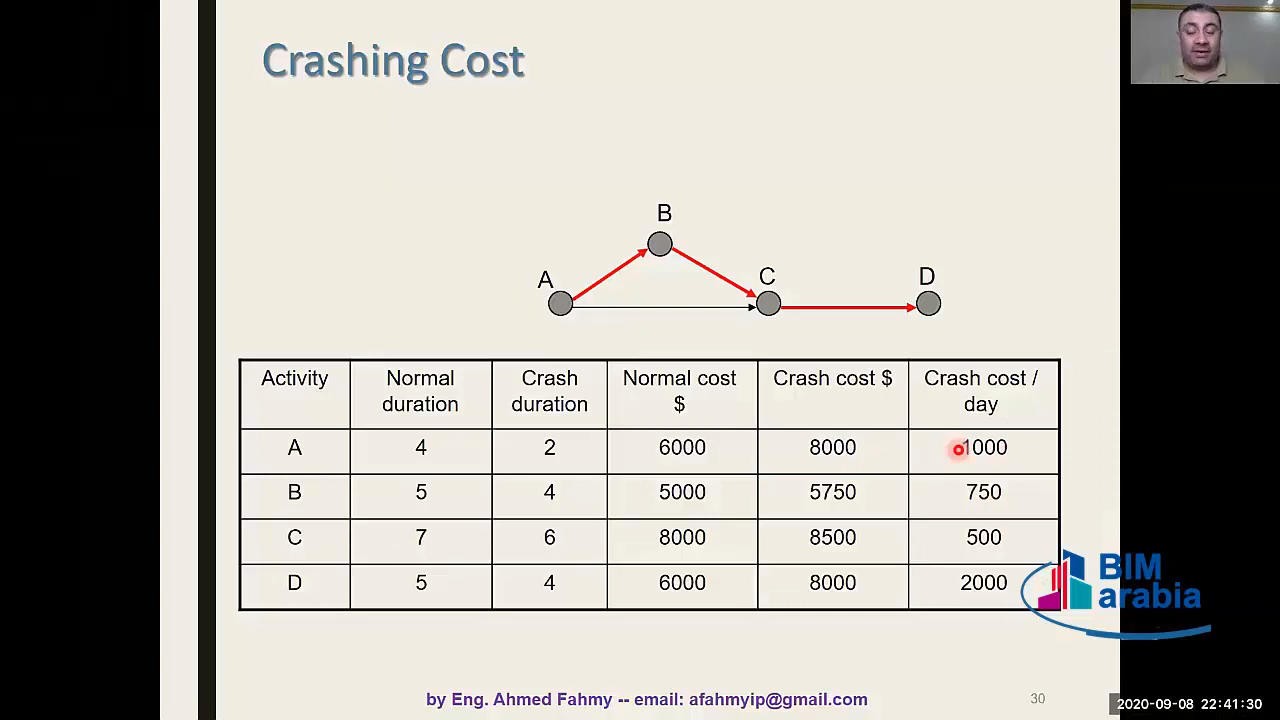 Crashing Cost
B
A
C
D
Activity
Normal duration
Crash duration
Normal cost $
Crash cost $
Crash cost / day
A 4 2 6000 8000 1000
B 5 4 5000 5750 750
C 7 6 8000 8500 500
D 5 4 6000 8000 2000
BIM
arabia
by Eng. Ahmed Fahmy -- email: afahmyip@gmail.com
30
2020-09-08 22:41:30